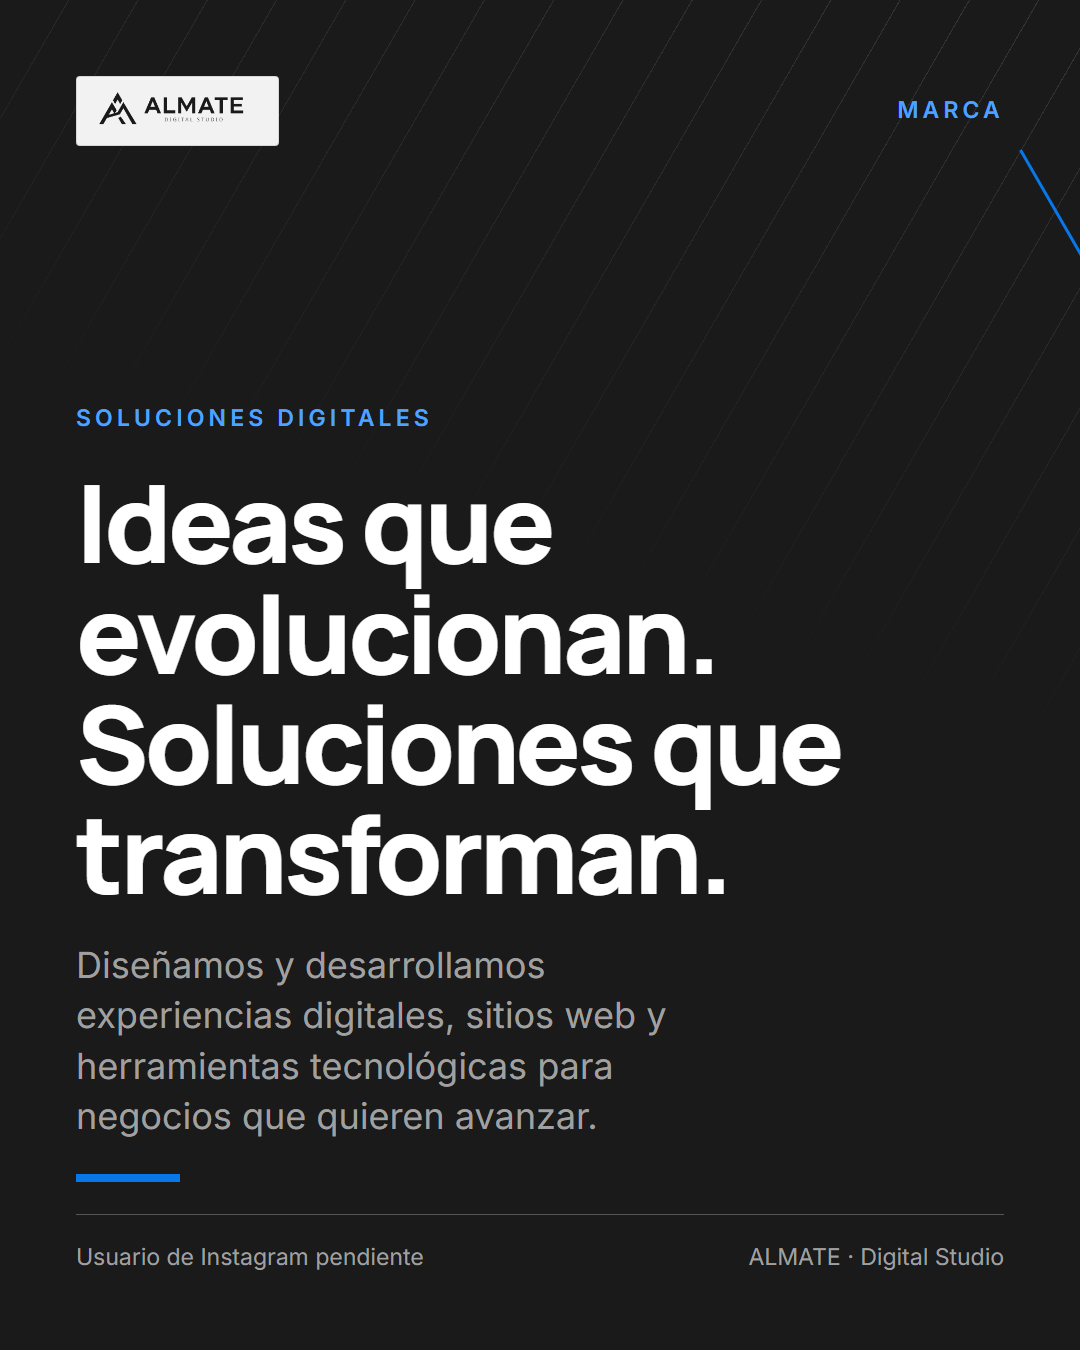 ALMATE
DIGITAL STUDIO
MARCA
SOLUCIONES DIGITALES
Ideas que
evolucionan.
Soluciones que
transforman.
Diseñamos y desarrollamos
experiencias digitales, sitios web y
herramientas tecnológicas para
negocios que quieren avanzar.
Usuario de Instagram pendiente
ALMATE · Digital Studio